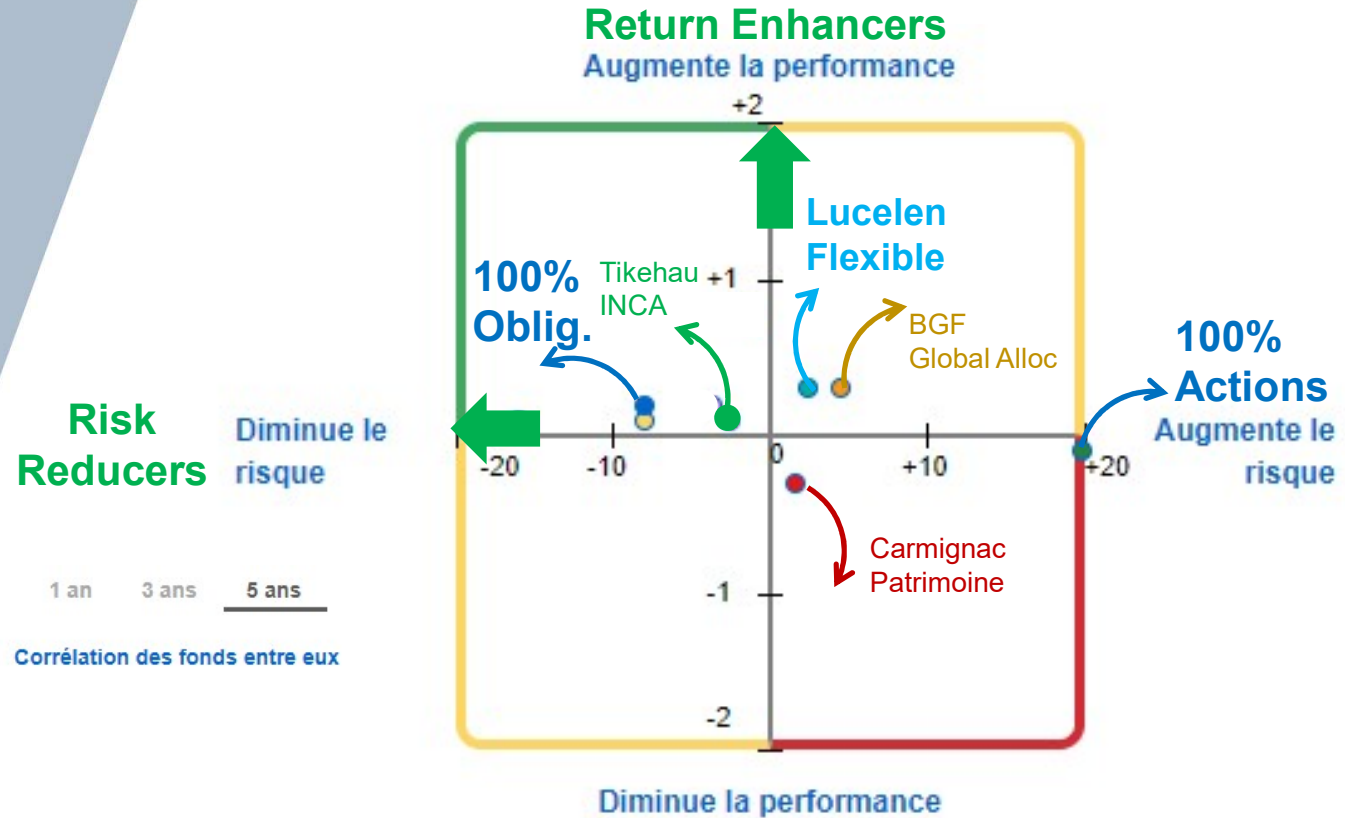 Return Enhancers
Augmente la performance
+2
Lucelen
Flexible
100%
Oblig.
Tikehau
INCA
+1
BGF
Global Alloc
100%
Actions
Risk
Reducers
Diminue le
risque
Augmente le
risque
-20
-10
0
+10
+20
Carmignac
Patrimoine
1 an
3 ans
5 ans
-1
Corrélation des fonds entre eux
-2
Diminue la performance